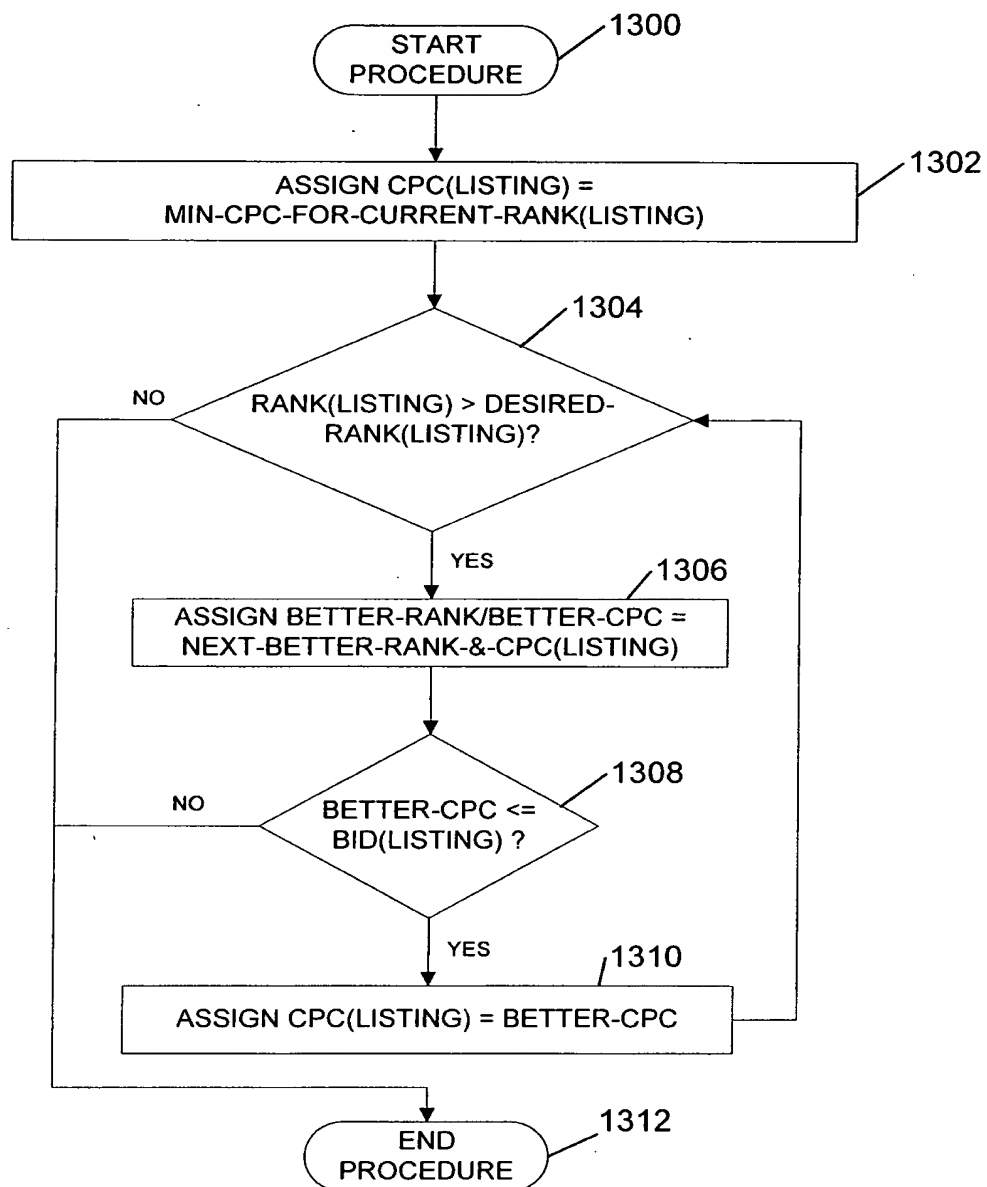 START
PROCEDURE
1300
ASSIGN CPC(LISTING) =
MIN-CPC-FOR-CURRENT-RANK(LISTING)
1302
1304
RANK(LISTING) > DESIRED-
RANK(LISTING)?
NO
YES
1306
ASSIGN BETTER-RANK/BETTER-CPC =
NEXT-BETTER-RANK-&-CPC(LISTING)
1308
BETTER-CPC <=
BID(LISTING) ?
NO
YES
1310
ASSIGN CPC(LISTING) = BETTER-CPC
END
PROCEDURE
1312